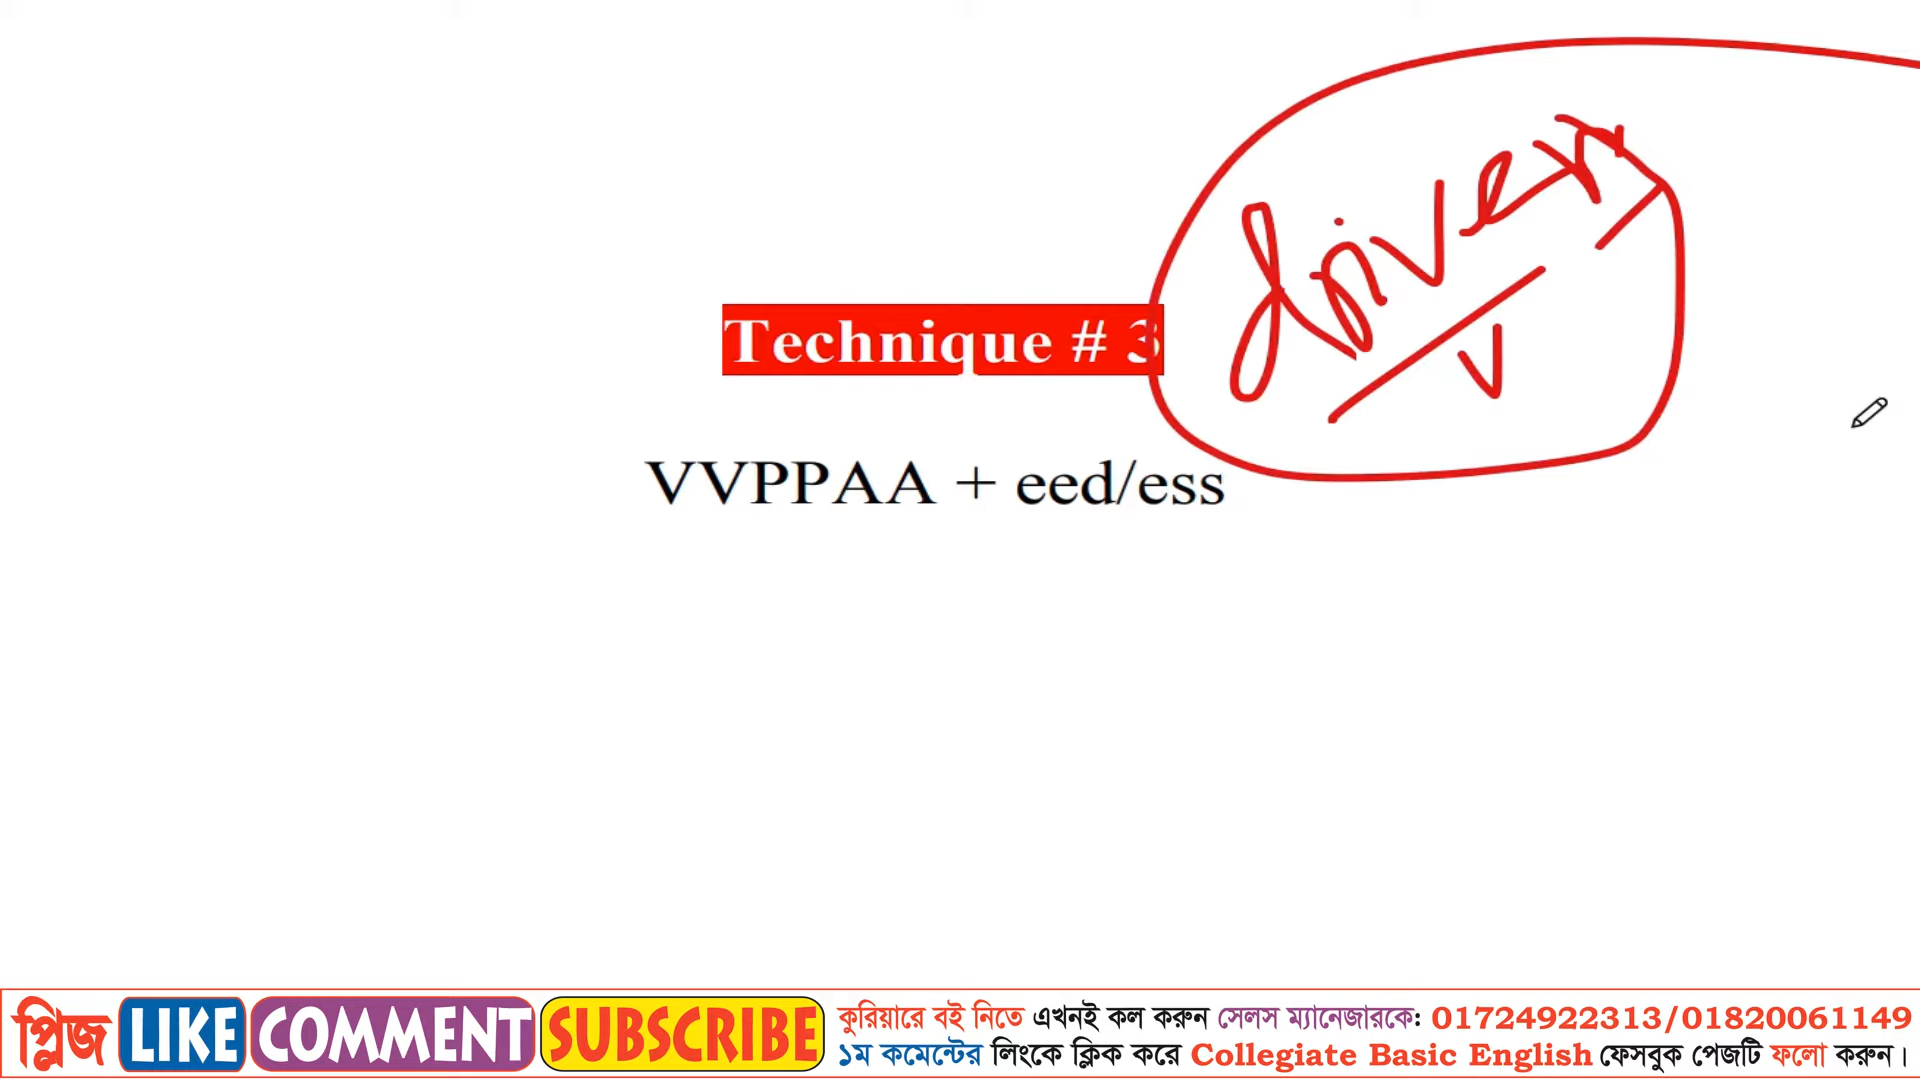 driver
v
Technique # 3
VVPPAA + eed/ess
প্লিজ LIKE COMMENT SUBSCRIBE
কুরিয়ারে বই নিতে এখনই কল করুন সেলস ম্যানেজারকে: 01724922313/01820061149
১ম কমেন্টের লিংকে ক্লিক করে Collegiate Basic English ফেসবুক পেজটি ফলো করুন।